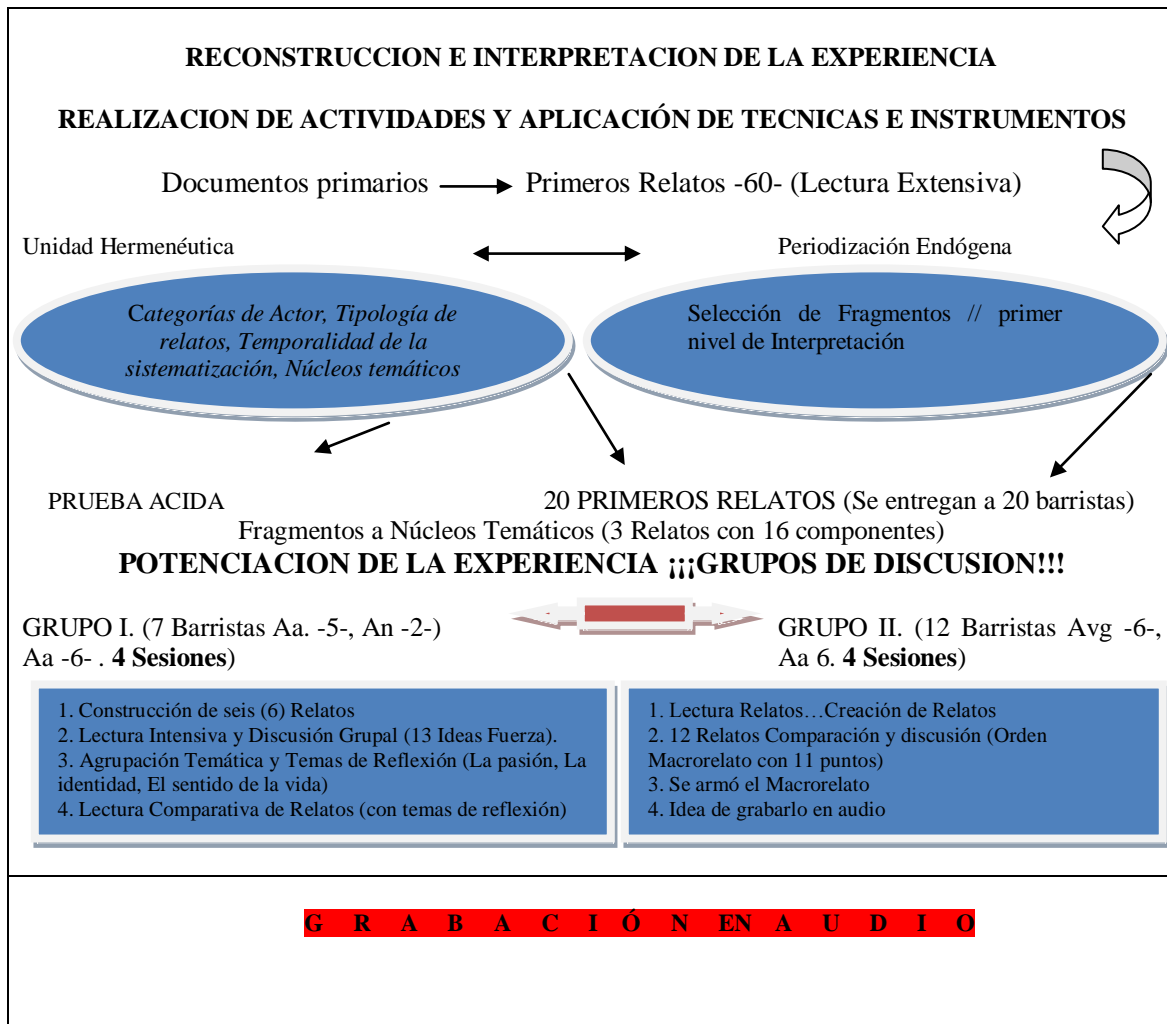 RECONSTRUCCION E INTERPRETACION DE LA EXPERIENCIA
REALIZACION DE ACTIVIDADES Y APLICACIÓN DE TECNICAS E INSTRUMENTOS
Documentos primarios Primeros Relatos -60- (Lectura Extensiva)
Unidad Hermenéutica
Periodización Endógena
Categorías de Actor, Tipología de
relatos, Temporalidad de la
sistematización, Núcleos temáticos
Selección de Fragmentos // primer
nivel de Interpretación
PRUEBA ACIDA
20 PRIMEROS RELATOS (Se entregan a 20 barristas)
Fragmentos a Núcleos Temáticos (3 Relatos con 16 componentes)
POTENCIACION DE LA EXPERIENCIA ¡¡¡GRUPOS DE DISCUSION!!!
GRUPO I. (7 Barristas Aa. -5-, An -2-)
Aa -6- . 4 Sesiones)
GRUPO II. (12 Barristas Avg -6-,
Aa 6. 4 Sesiones)
1. Construcción de seis (6) Relatos
2. Lectura Intensiva y Discusión Grupal (13 Ideas Fuerza).
3. Agrupación Temática y Temas de Reflexión (La pasión, La
identidad, El sentido de la vida)
4. Lectura Comparativa de Relatos (con temas de reflexión)
1. Lectura Relatos…Creación de Relatos
2. 12 Relatos Comparación y discusión (Orden
Macrorelato con 11 puntos)
3. Se armó el Macrorelato
4. Idea de grabarlo en audio
G R A B A C I Ó N EN A U D I O